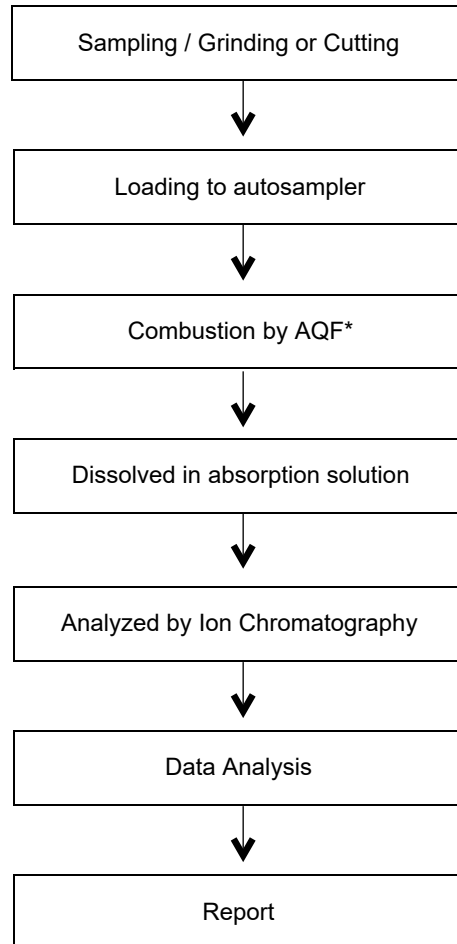 Sampling / Grinding or Cutting
Loading to autosampler
Combustion by AQF*
Dissolved in absorption solution
Analyzed by Ion Chromatography
Data Analysis
Report